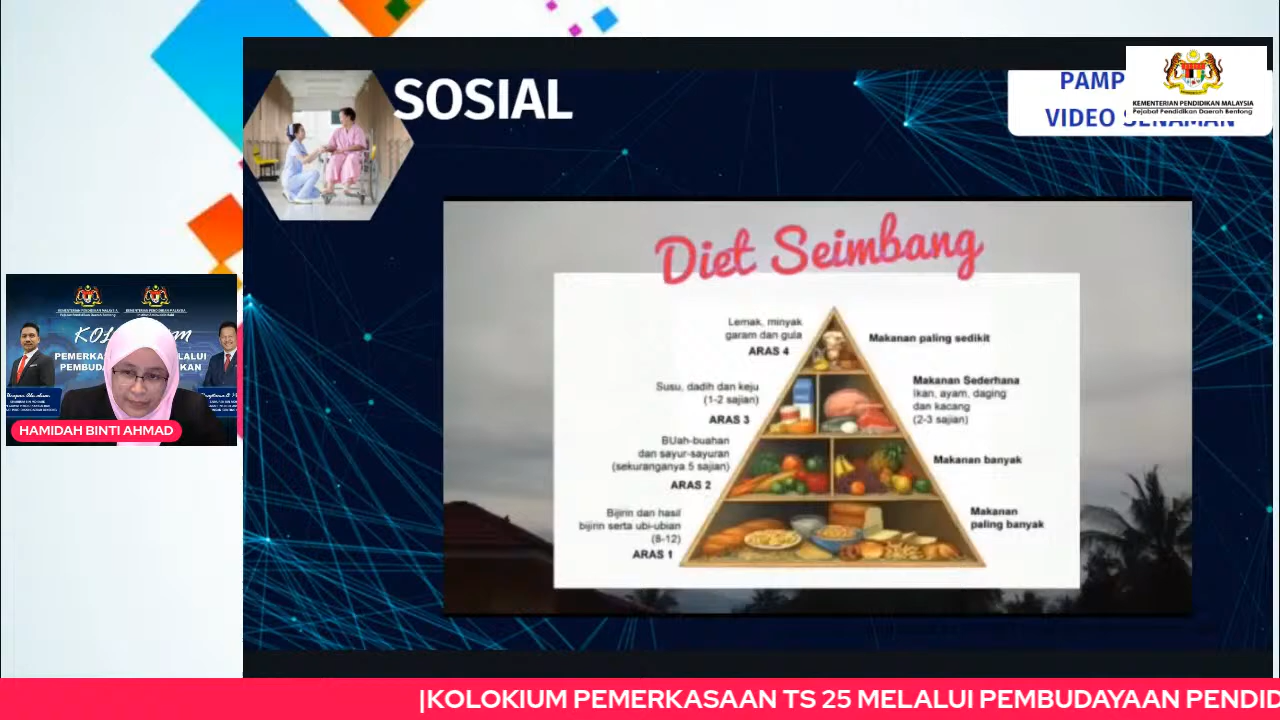 SOSIAL
PAMP
VIDEO SENAMAN
KEMENTERIAN PENDIDIKAN MALAYSIA
Pejabat Pendidikan Daerah Bentong
Diet Seimbang
Lemak, minyak
garam dan gula
ARAS 4
Makanan paling sedikit
Susu, dadih dan keju
(1-2 sajian)
ARAS 3
Makanan Sederhana
Ikan, ayam, daging
dan kacang
(2-3 sajian)
BUah-buahan
dan sayur-sayuran
(sekuranganya 5 sajian)
ARAS 2
Makanan banyak
Bijirin dan hasil
bijirin serta ubi-ubian
(8-12)
ARAS 1
Makanan
paling banyak
HAMIDAH BINTI AHMAD
|KOLOKIUM PEMERKASAAN TS 25 MELALUI PEMBUDAYAAN PENDID